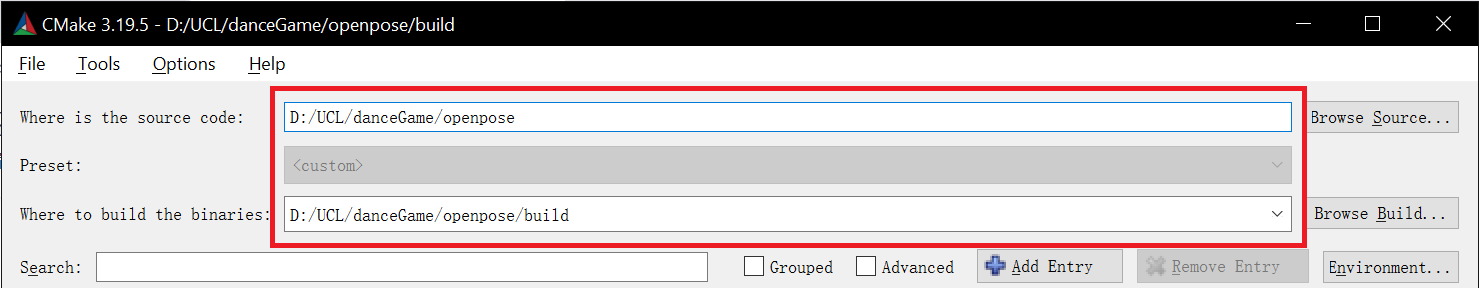 CMake 3.19.5 - D:/UCL/danceGame/openpose/build
File Tools Options Help
Where is the source code: D:/UCL/danceGame/openpose Browse Source...
Preset: <custom>
Where to build the binaries: D:/UCL/danceGame/openpose/build Browse Build...
Search: Grouped Advanced Add Entry Remove Entry Environment...